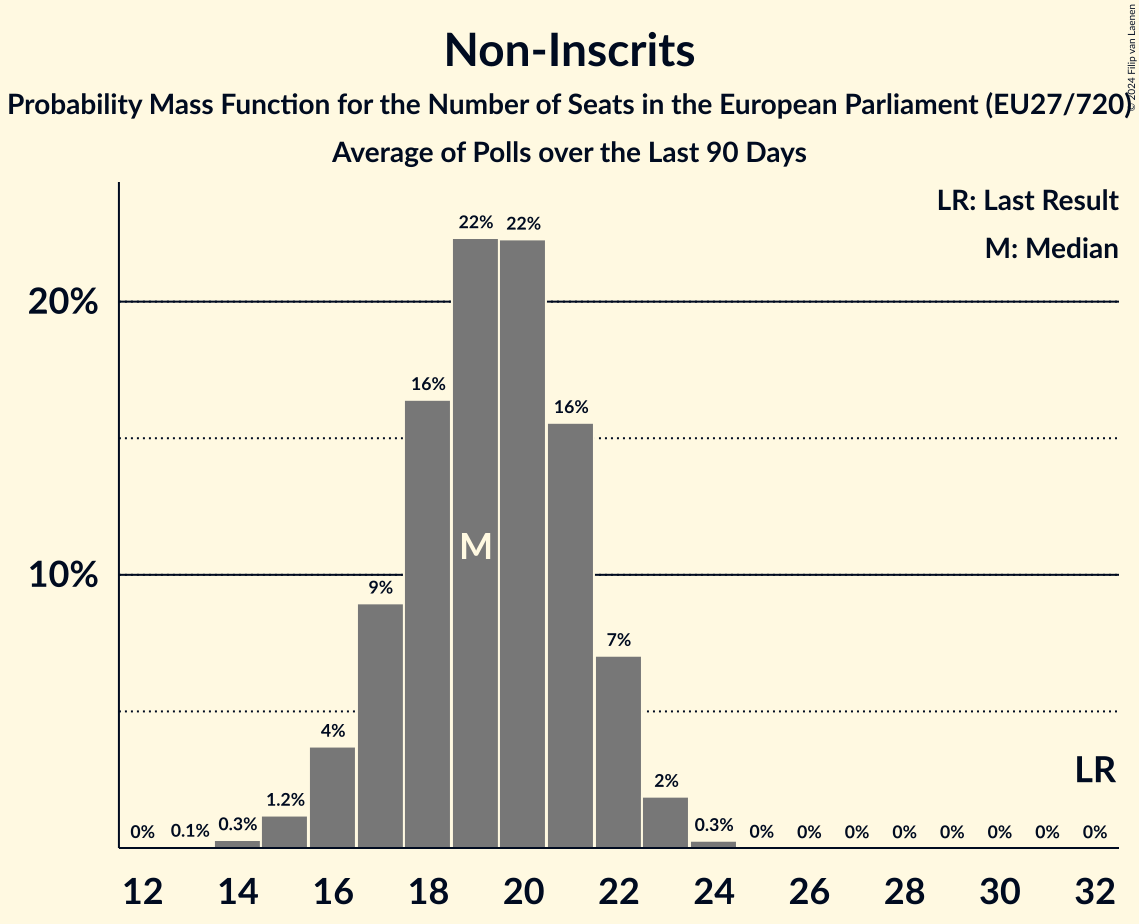 Non-Inscrits
Probability Mass Function for the Number of Seats in the European Parliament (EU27/720)
Average of Polls over the Last 90 Days
© 2024 Filip van Laenen
LR: Last Result
M: Median
22% 22%
20%
16%
16%
M
10%
9%
7%
4%
2%
LR
1.2%
0% 0.1% 0.3% 0.3% 0% 0% 0% 0% 0% 0% 0% 0%
12 14 16 18 20 22 24 26 28 30 32